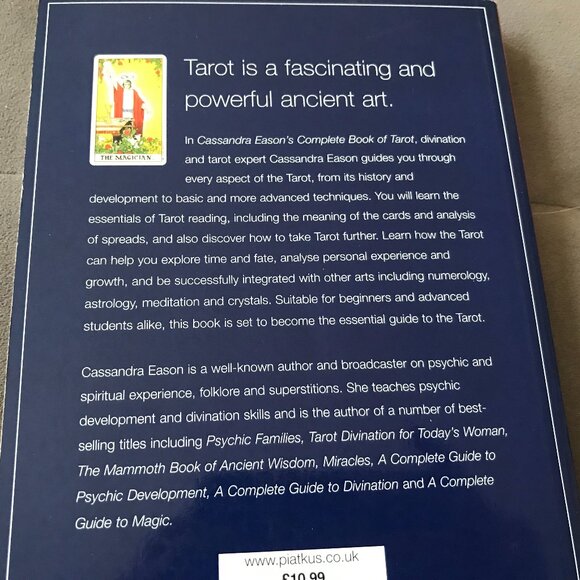 Tarot is a fascinating and
powerful ancient art.
THE MAGICIAN
In Cassandra Eason's Complete Book of Tarot, divination
and tarot expert Cassandra Eason guides you through
every aspect of the Tarot, from its history and
development to basic and more advanced techniques. You will learn the
essentials of Tarot reading, including the meaning of the cards and analysis
of spreads, and also discover how to take Tarot further. Learn how the Tarot
can help you explore time and fate, analyse personal experience and
growth, and be successfully integrated with other arts including numerology,
astrology, meditation and crystals. Suitable for beginners and advanced
students alike, this book is set to become the essential guide to the Tarot.
Cassandra Eason is a well-known author and broadcaster on psychic and
spiritual experience, folklore and superstitions. She teaches psychic
development and divination skills and is the author of a number of best-
selling titles including Psychic Families, Tarot Divination for Today's Woman,
The Mammoth Book of Ancient Wisdom, Miracles, A Complete Guide to
Psychic Development, A Complete Guide to Divination and A Complete
Guide to Magic.
www.piatkus.co.uk
£10.99